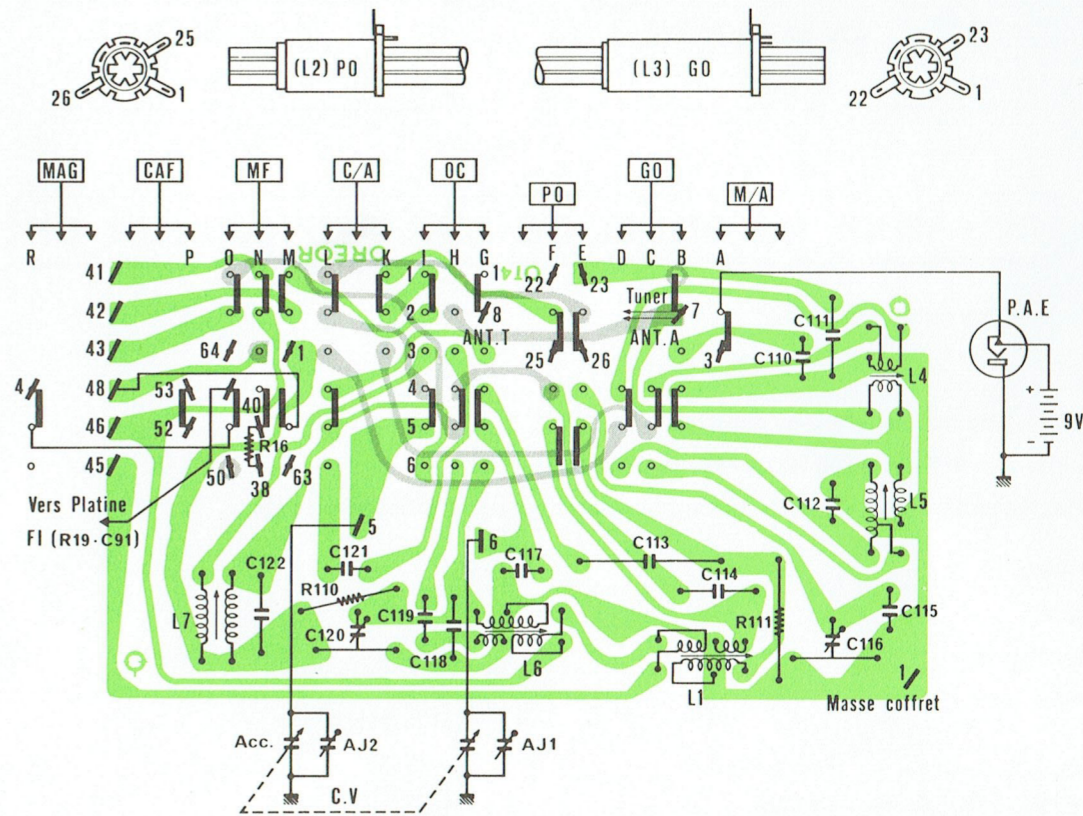 25
26
1
(L2) PO
(L3) GO
23
22
1
MAG
CAF
MF
C/A
OC
PO
GO
M/A
R
P
O
N
M
L
K
I
H
G
F
E
D
C
B
A
OREOR
OT4
41
42
43
48
46
45
4
53
52
64
1
40
R16
50
38
63
1
2
3
4
5
6
1
8
ANT.T
22
23
25
26
Tuner
7
ANT.A
3
C111
C110
L4
P.A.E
+
-
9V
C112
L5
Vers Platine
FI (R19-C91)
5
6
C122
L7
C121
R110
C120
C119
C118
C117
L6
C113
C114
R111
L1
C116
C115
1
Masse coffret
Acc.
AJ2
AJ1
C.V